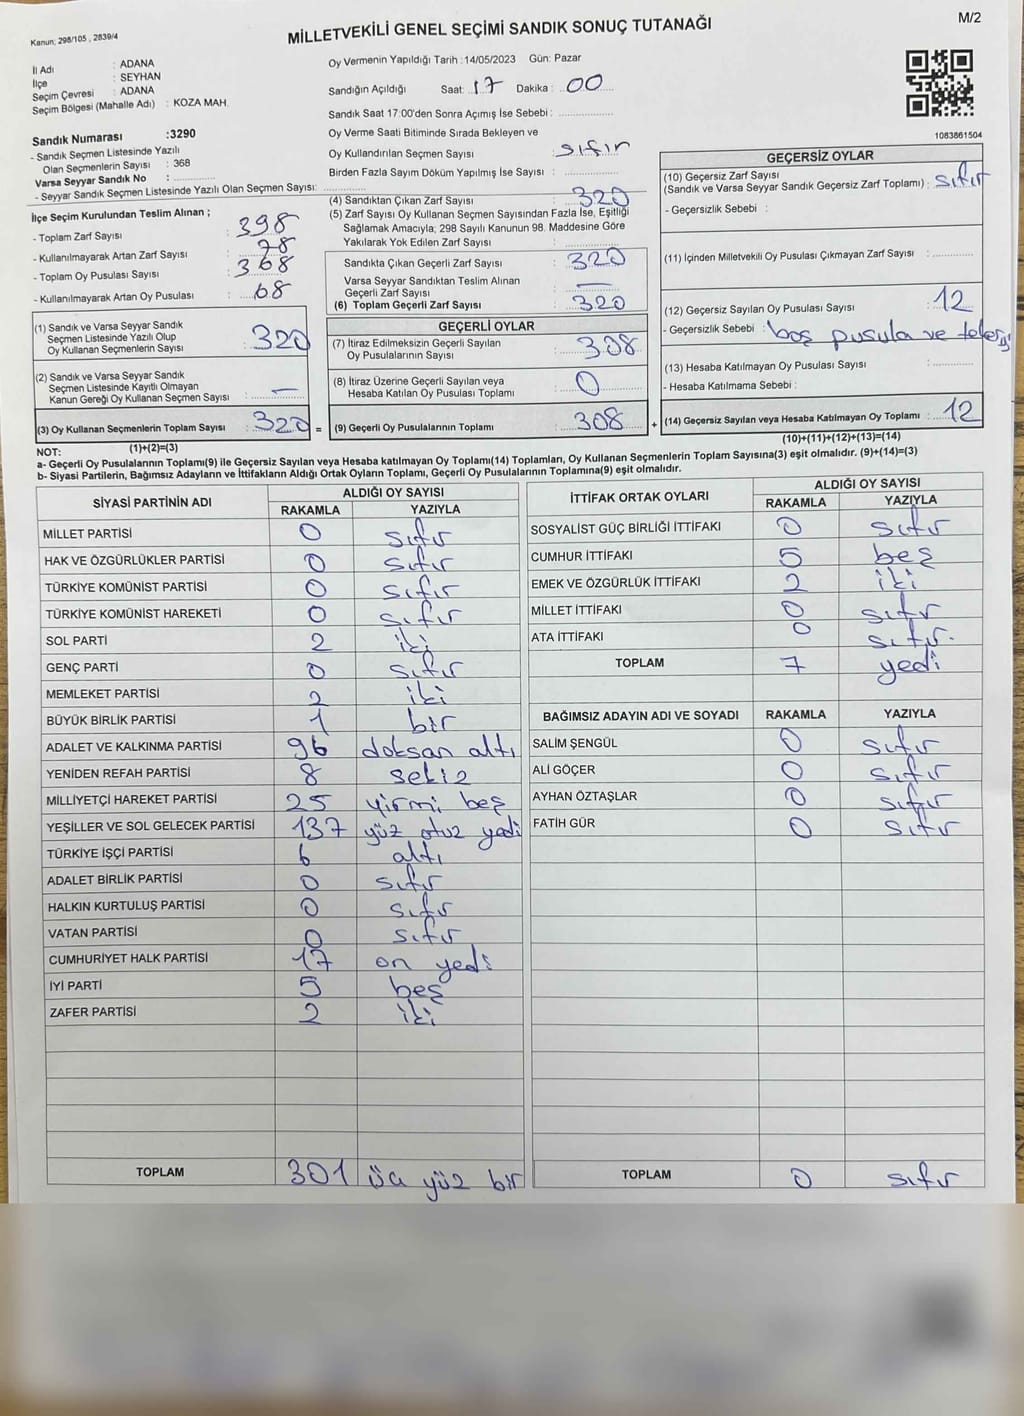 Kanun; 298/105 , 2839/4
MİLLETVEKİLİ GENEL SEÇİMİ SANDIK SONUÇ TUTANAĞI
M/2
İl Adı : ADANA
İlçe : SEYHAN
Seçim Çevresi : ADANA
Seçim Bölgesi (Mahalle Adı) : KOZA MAH.
Sandık Numarası :3290
- Sandık Seçmen Listesinde Yazılı
Olan Seçmenlerin Sayısı : 368
Varsa Seyyar Sandık No :
- Seyyar Sandık Seçmen Listesinde Yazılı Olan Seçmen Sayısı:
Oy Vermenin Yapıldığı Tarih :14/05/2023 Gün: Pazar
Sandığın Açıldığı Saat: 17 Dakika : 00
Sandık Saat 17:00'den Sonra Açımış İse Sebebi :
Oy Verme Saati Bitiminde Sırada Bekleyen ve
Oy Kullandırılan Seçmen Sayısı : sıfır
Birden Fazla Sayım Döküm Yapılmış İse Sayısı :
1083861504
İlçe Seçim Kurulundan Teslim Alınan ;
- Toplam Zarf Sayısı : 398
- Kullanılmayarak Artan Zarf Sayısı : 78
- Toplam Oy Pusulası Sayısı : 368
- Kullanılmayarak Artan Oy Pusulası : 68
(1) Sandık ve Varsa Seyyar Sandık
Seçmen Listesinde Yazılı Olup
Oy Kullanan Seçmenlerin Sayısı : 320
(2) Sandık ve Varsa Seyyar Sandık
Seçmen Listesinde Kayıtlı Olmayan
Kanun Gereği Oy Kullanan Seçmen Sayısı : —
(3) Oy Kullanan Seçmenlerin Toplam Sayısı : 320 =
(1)+(2)=(3)
(4) Sandıktan Çıkan Zarf Sayısı : 320
(5) Zarf Sayısı Oy Kullanan Seçmen Sayısından Fazla İse, Eşitliği
Sağlamak Amacıyla; 298 Sayılı Kanunun 98. Maddesine Göre
Yakılarak Yok Edilen Zarf Sayısı :
Sandıkta Çıkan Geçerli Zarf Sayısı : 320
Varsa Seyyar Sandıktan Teslim Alınan
Geçerli Zarf Sayısı : —
(6) Toplam Geçerli Zarf Sayısı : 320
GEÇERLİ OYLAR
(7) İtiraz Edilmeksizin Geçerli Sayılan
Oy Pusulalarının Sayısı : 308
(8) İtiraz Üzerine Geçerli Sayılan veya
Hesaba Katılan Oy Pusulası Toplamı : 0
(9) Geçerli Oy Pusulalarının Toplamı : 308 +
GEÇERSİZ OYLAR
(10) Geçersiz Zarf Sayısı
(Sandık ve Varsa Seyyar Sandık Geçersiz Zarf Toplamı) : sıfır
- Geçersizlik Sebebi :
(11) İçinden Milletvekili Oy Pusulası Çıkmayan Zarf Sayısı :
(12) Geçersiz Sayılan Oy Pusulası Sayısı : 12
- Geçersizlik Sebebi : boş pusula ve
(13) Hesaba Katılmayan Oy Pusulası Sayısı :
- Hesaba Katılmama Sebebi :
(14) Geçersiz Sayılan veya Hesaba Katılmayan Oy Toplamı : 12
(10)+(11)+(12)+(13)=(14)
NOT:
a- Geçerli Oy Pusulalarının Toplamı(9) ile Geçersiz Sayılan veya Hesaba katılmayan Oy Toplamı(14) Toplamları, Oy Kullanan Seçmenlerin Toplam Sayısına(3) eşit olmalıdır. (9)+(14)=(3)
b- Siyasi Partilerin, Bağımsız Adayların ve İttifakların Aldığı Ortak Oyların Toplamı, Geçerli Oy Pusulalarının Toplamına(9) eşit olmalıdır.
SİYASİ PARTİNİN ADI ALDIĞI OY SAYISI
RAKAMLA YAZIYLA
MİLLET PARTİSİ 0 sıfır
HAK VE ÖZGÜRLÜKLER PARTİSİ 0 sıfır
TÜRKİYE KOMÜNİST PARTİSİ 0 sıfır
TÜRKİYE KOMÜNİST HAREKETİ 0 sıfır
SOL PARTİ 2 iki
GENÇ PARTİ 0 sıfır
MEMLEKET PARTİSİ 2 iki
BÜYÜK BİRLİK PARTİSİ 1 bir
ADALET VE KALKINMA PARTİSİ 96 doksan altı
YENİDEN REFAH PARTİSİ 8 sekiz
MİLLİYETÇİ HAREKET PARTİSİ 25 yirmi beş
YEŞİLLER VE SOL GELECEK PARTİSİ 137 yüz otuz yedi
TÜRKİYE İŞÇİ PARTİSİ 6 altı
ADALET BİRLİK PARTİSİ 0 sıfır
HALKIN KURTULUŞ PARTİSİ 0 sıfır
VATAN PARTİSİ 0 sıfır
CUMHURİYET HALK PARTİSİ 17 on yedi
İYİ PARTİ 5 beş
ZAFER PARTİSİ 2 iki
TOPLAM 301 üç yüz bir
İTTİFAK ORTAK OYLARI ALDIĞI OY SAYISI
RAKAMLA YAZIYLA
SOSYALİST GÜÇ BİRLİĞİ İTTİFAKI 0 sıfır
CUMHUR İTTİFAKI 5 beş
EMEK VE ÖZGÜRLÜK İTTİFAKI 2 iki
MİLLET İTTİFAKI 0 sıfır
ATA İTTİFAKI 0 sıfır.
TOPLAM 7 yedi
BAĞIMSIZ ADAYIN ADI VE SOYADI RAKAMLA YAZIYLA
SALİM ŞENGÜL 0 sıfır
ALİ GÖÇER 0 sıfır
AYHAN ÖZTAŞLAR 0 sıfır
FATİH GÜR 0 sıfır
TOPLAM 0 sıfır